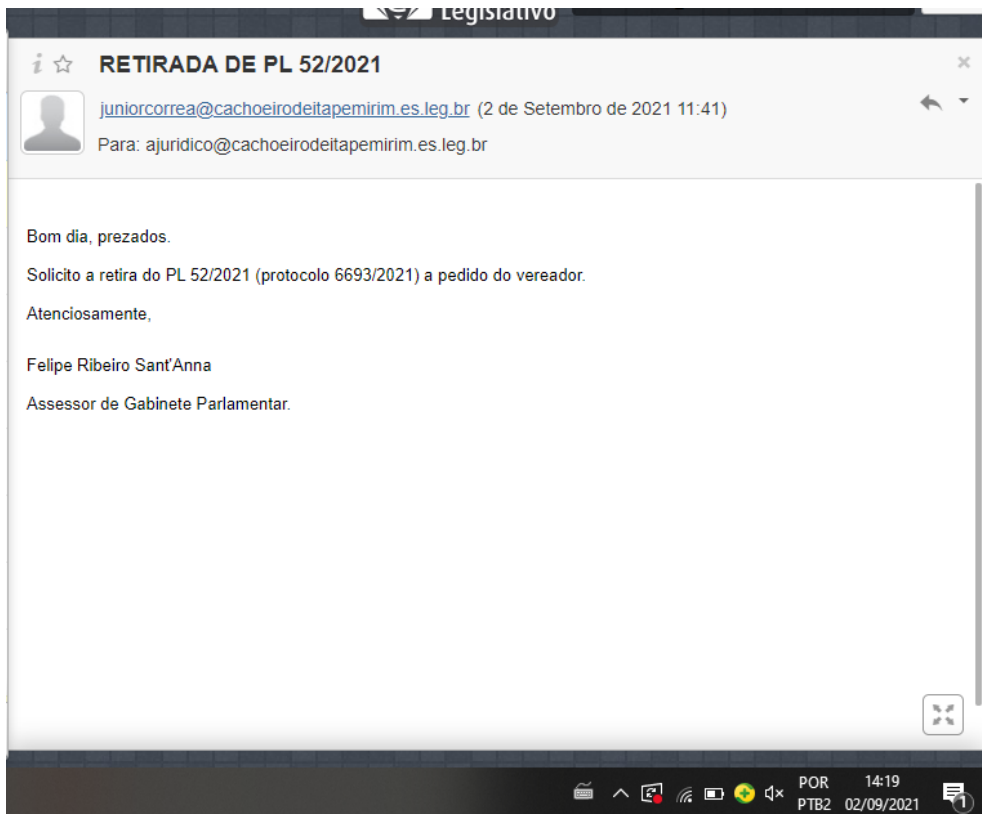 Legislativo
RETIRADA DE PL 52/2021
juniorcorrea@cachoeirodeitapemirim.es.leg.br (2 de Setembro de 2021 11:41)
Para: ajuridico@cachoeirodeitapemirim.es.leg.br
Bom dia, prezados.
Solicito a retira do PL 52/2021 (protocolo 6693/2021) a pedido do vereador.
Atenciosamente,
Felipe Ribeiro Sant'Anna
Assessor de Gabinete Parlamentar.
POR 14:19
PTB2 02/09/2021
1